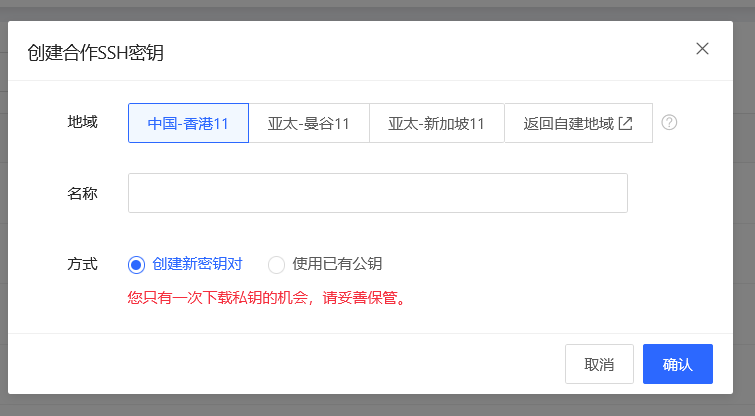 创建合作SSH密钥
地域 中国-香港11 亚太-曼谷11 亚太-新加坡11 返回自建地域
名称
方式 创建新密钥对 使用已有公钥
您只有一次下载私钥的机会，请妥善保管。
取消 确认